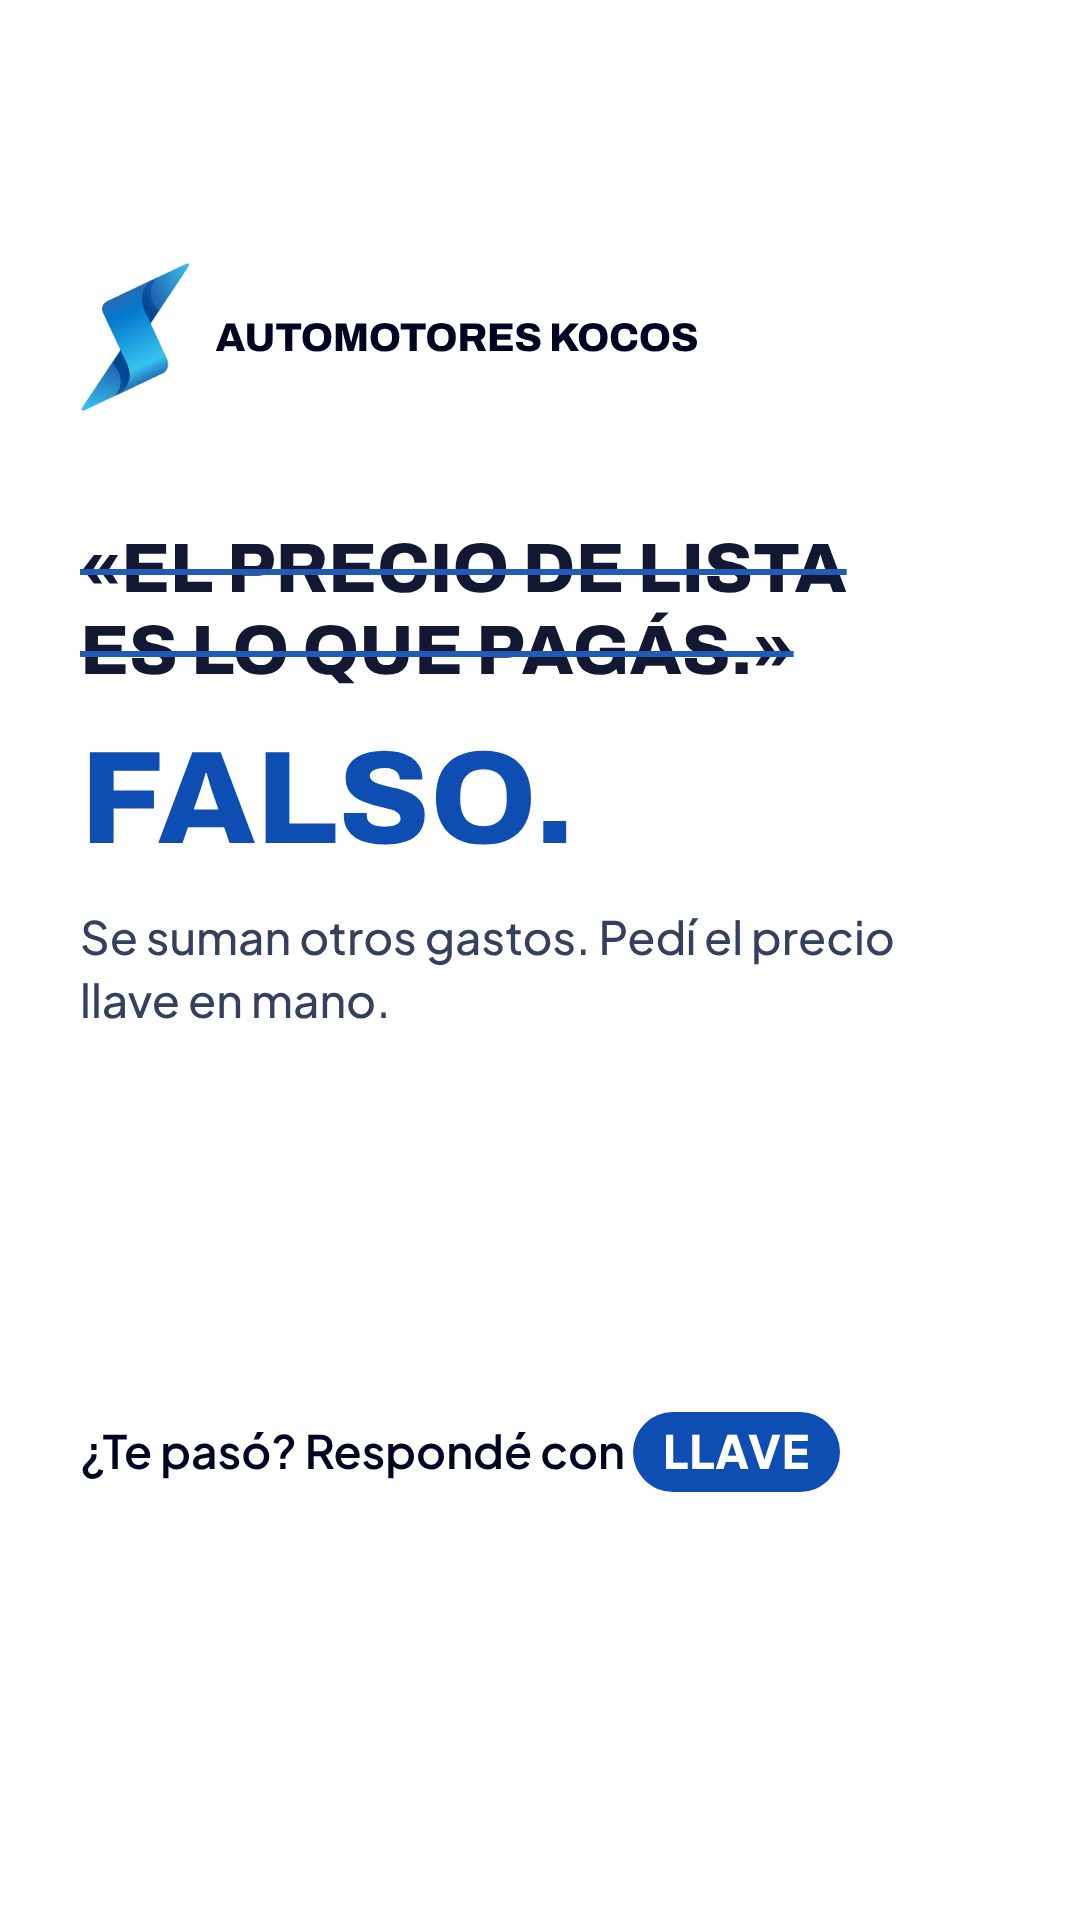 AUTOMOTORES KOCOS
«EL PRECIO DE LISTA
ES LO QUE PAGÁS.»
FALSO.
Se suman otros gastos. Pedí el precio
llave en mano.
¿Te pasó? Respondé con LLAVE